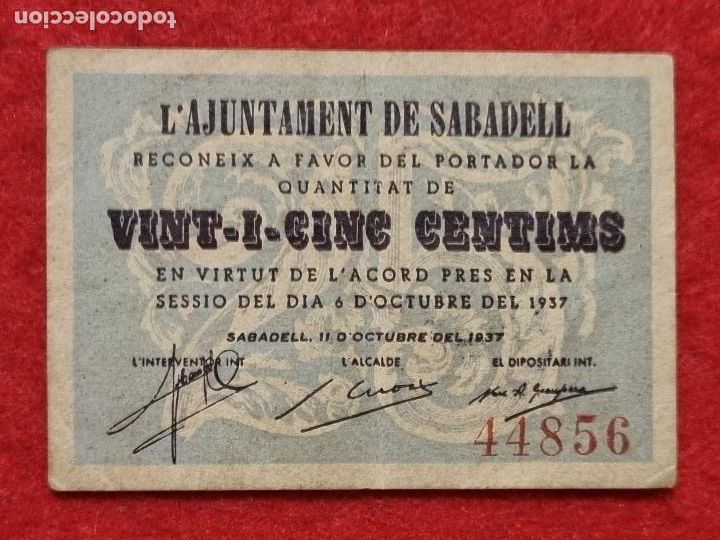 todocoleccion
L'AJUNTAMENT DE SABADELL
RECONEIX A FAVOR DEL PORTADOR LA
QUANTITAT DE
VINT-I-CINC CENTIMS
EN VIRTUT DE L'ACORD PRES EN LA
SESSIO DEL DIA 6 D'OCTUBRE DEL 1937
SABADELL, 11 D'OCTUBRE DEL 1937
L'INTERVENTOR INT L'ALCALDE EL DIPOSITARI INT.
44856